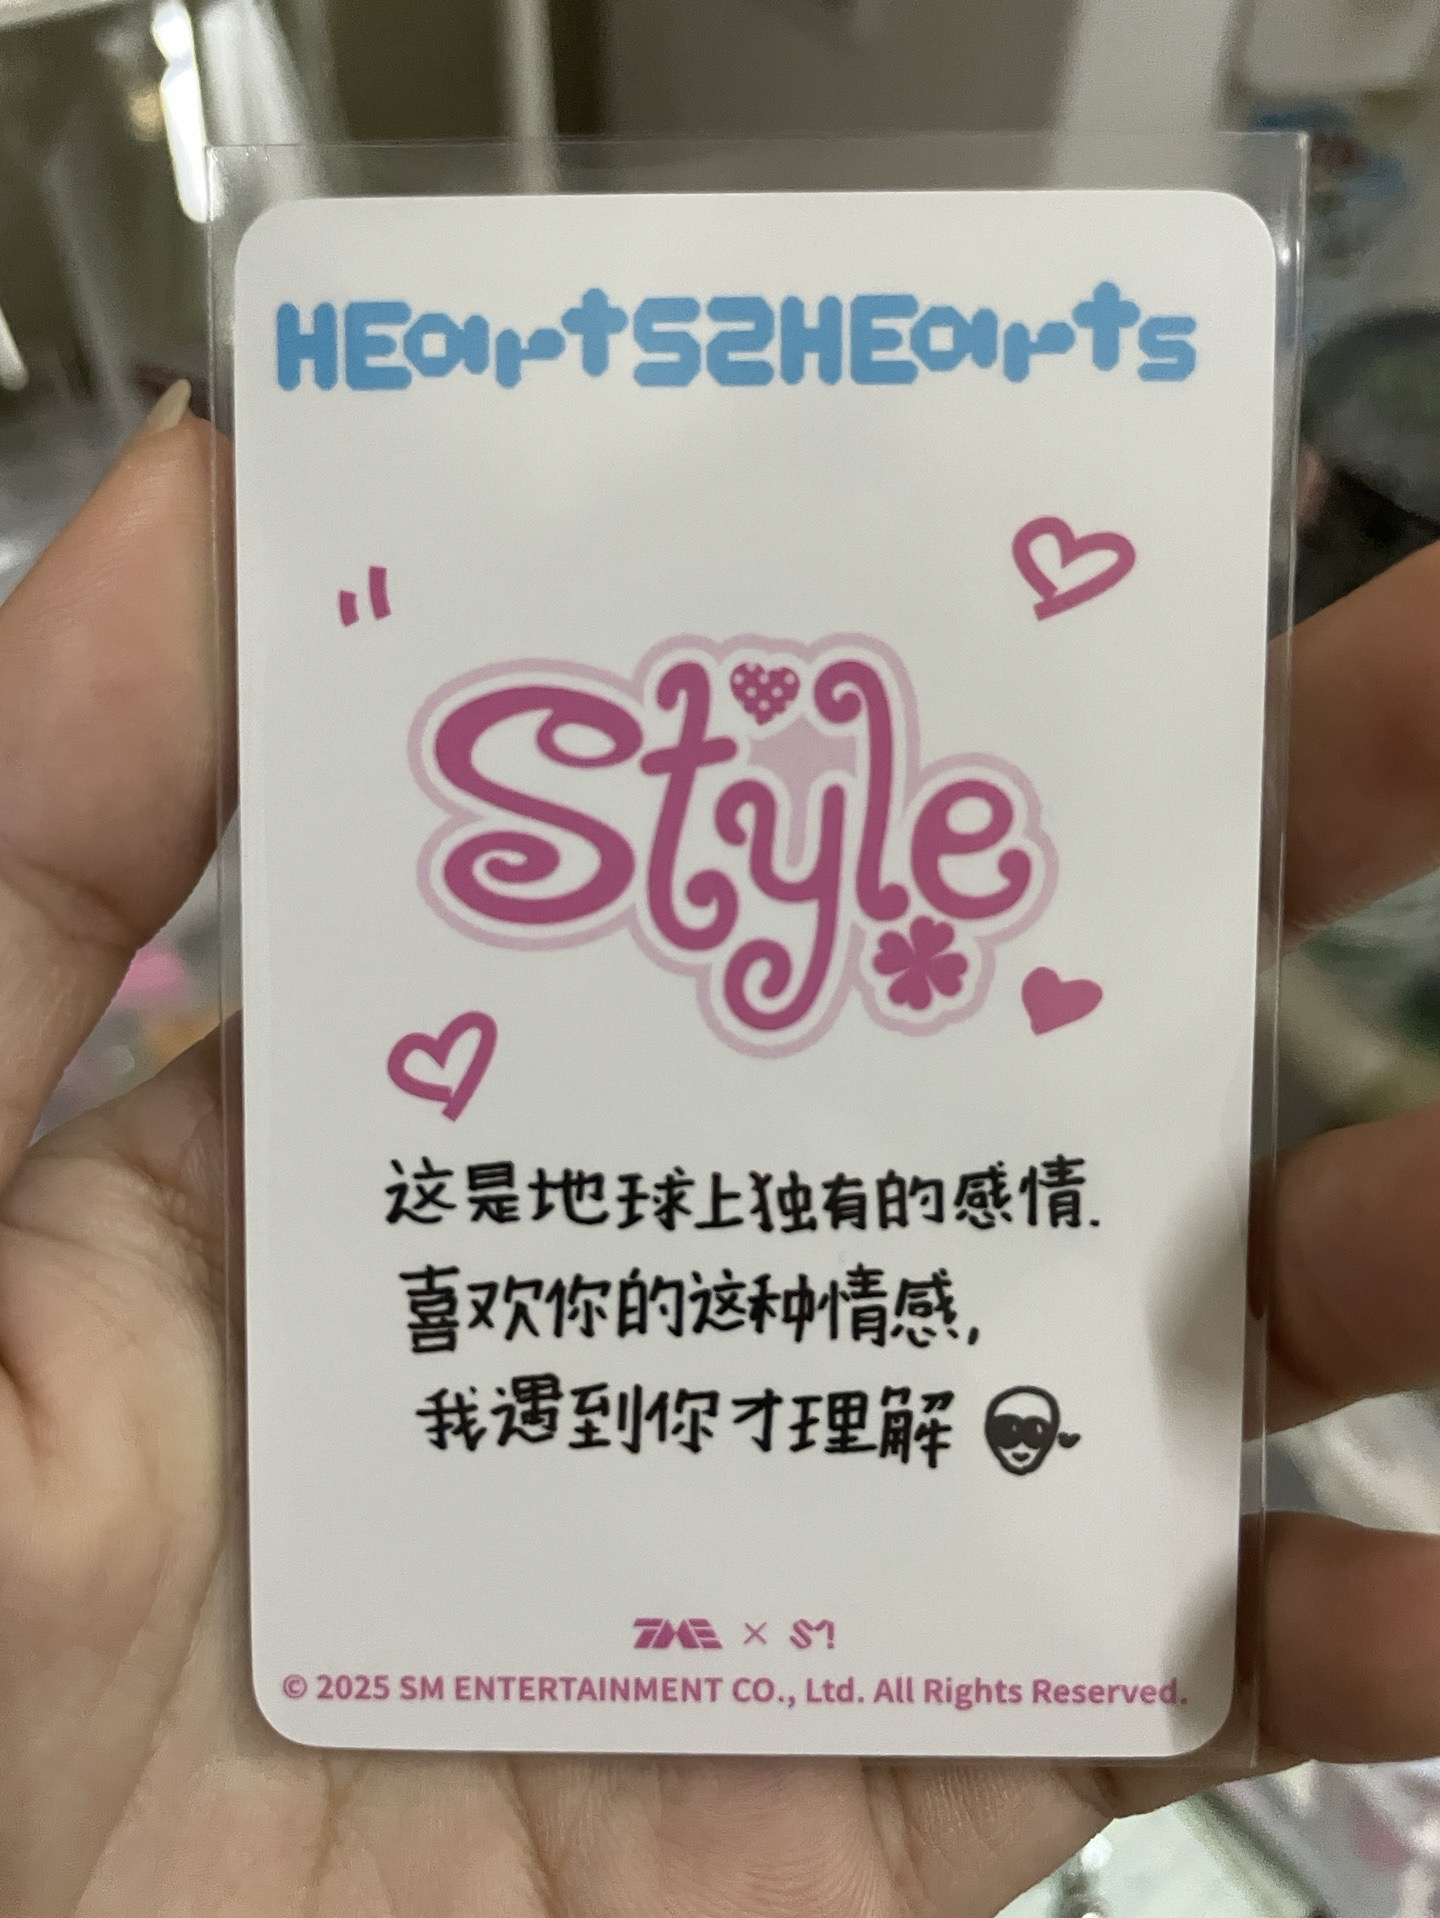 HEarts2HEarts
Style
这是地球上独有的感情.
喜欢你的这种情感,
我遇到你才理解
TME × SM
© 2025 SM ENTERTAINMENT CO., Ltd. All Rights Reserved.